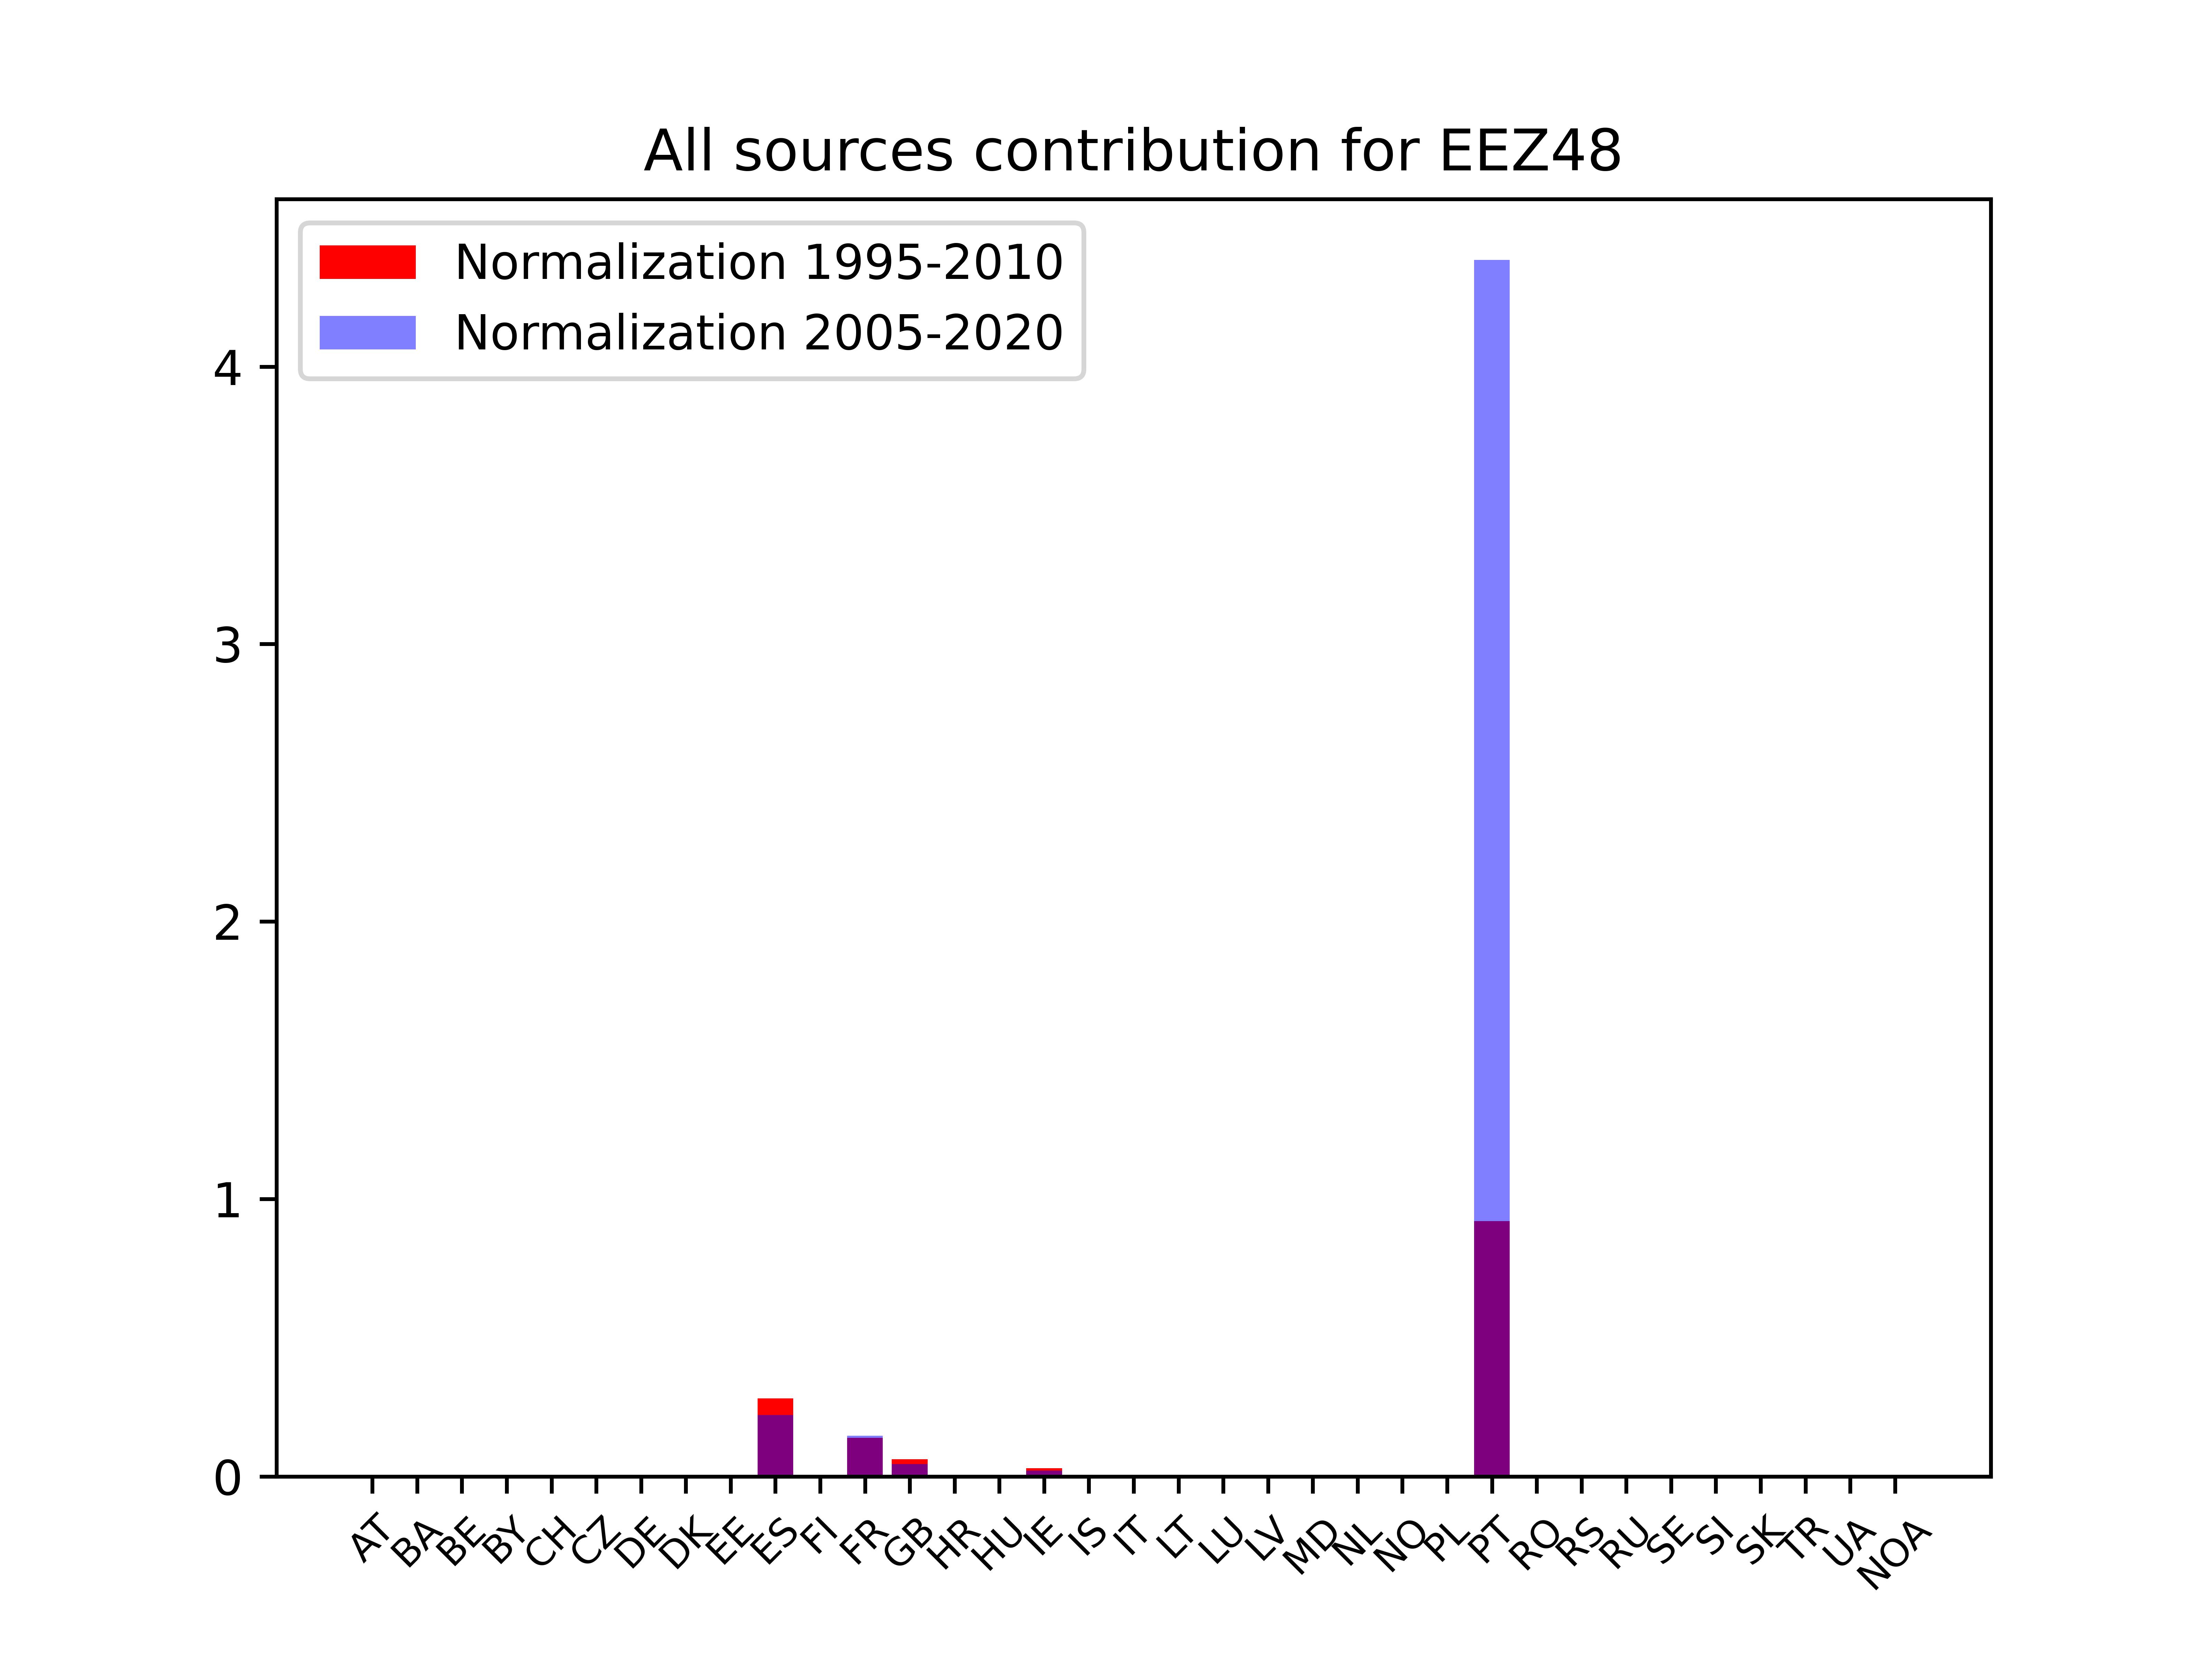 All sources contribution for EEZ48
Normalization 1995-2010
Normalization 2005-2020
4
3
2
1
0
AT BA BE BY CH CZ DE DK EE ES FI FR GB HR HU IE IS IT LT LU LV MD NL NO PL PT RO RS RU SE SI SK TR UA NOA